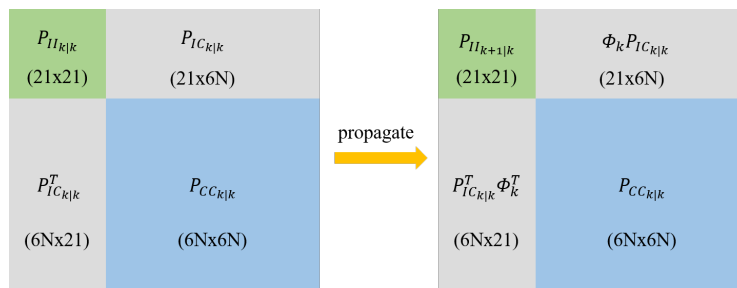 P_{II_{k|k}} P_{IC_{k|k}}
(21x21) (21x6N)
P^T_{IC_{k|k}} P_{CC_{k|k}}
(6Nx21) (6Nx6N)
propagate
P_{II_{k+1|k}} Φ_k P_{IC_{k|k}}
(21x21) (21x6N)
P^T_{IC_{k|k}} Φ^T_k P_{CC_{k|k}}
(6Nx21) (6Nx6N)